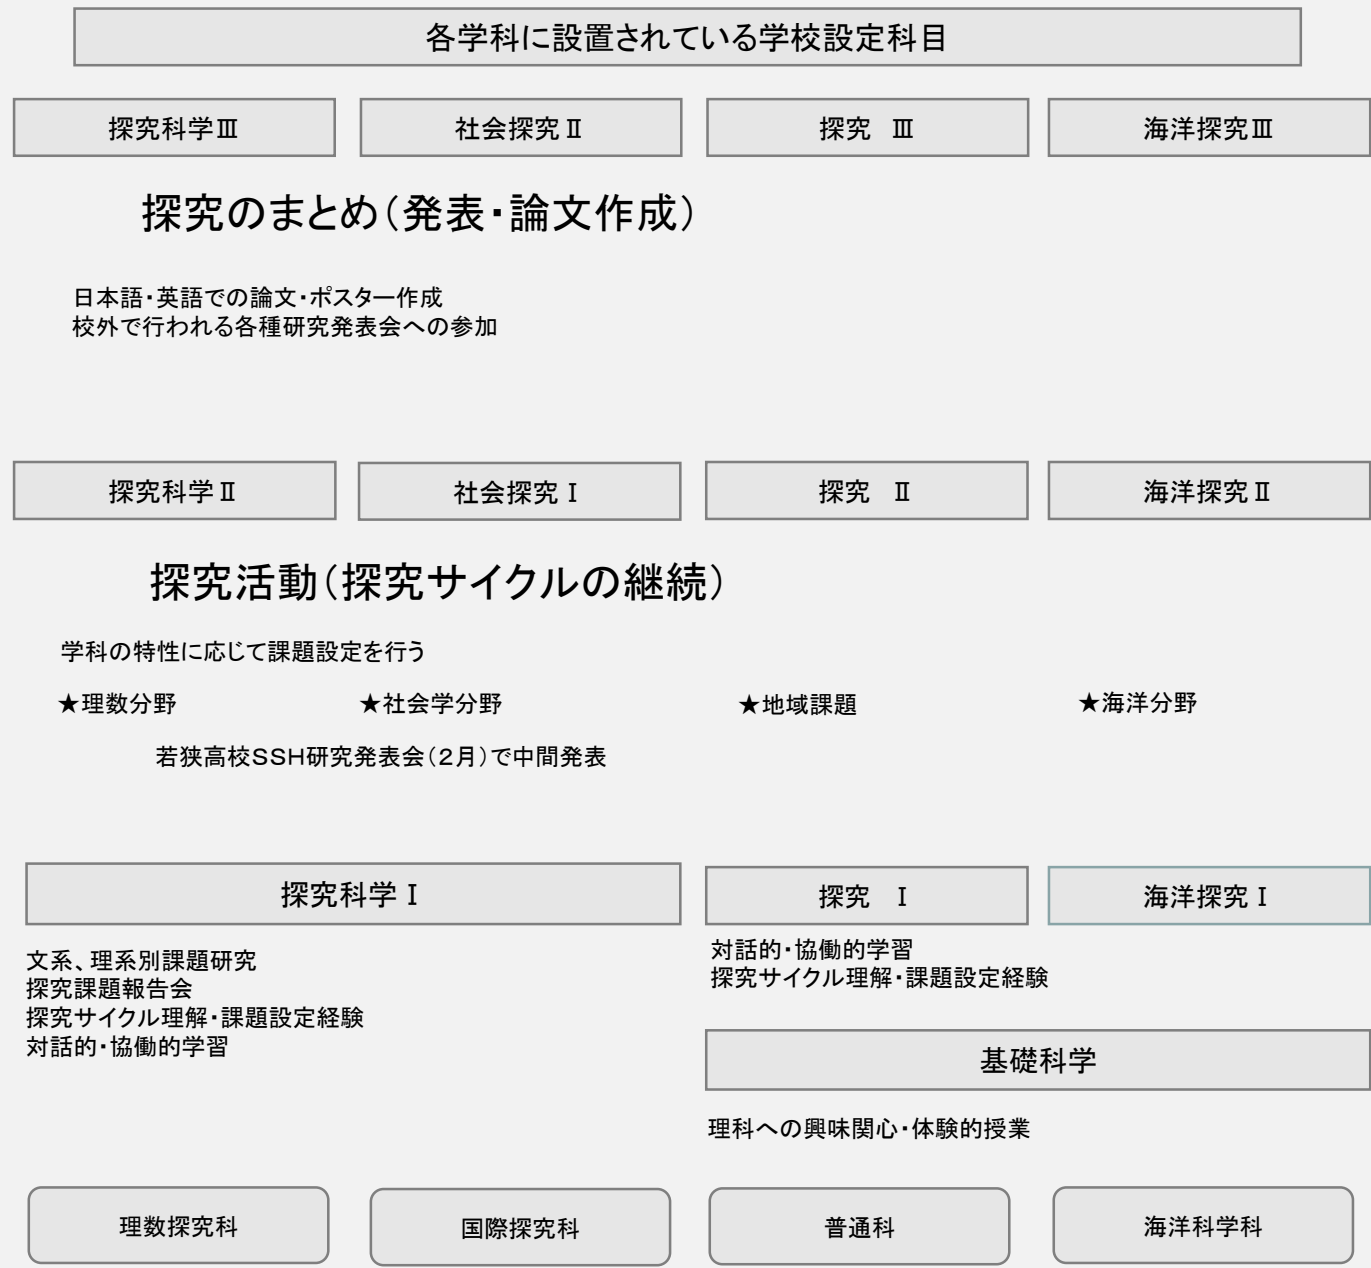 各学科に設置されている学校設定科目
探究科学Ⅲ
社会探究Ⅱ
探究　Ⅲ
海洋探究Ⅲ
探究のまとめ(発表・論文作成)
日本語・英語での論文・ポスター作成
校外で行われる各種研究発表会への参加
探究科学Ⅱ
社会探究Ⅰ
探究　Ⅱ
海洋探究Ⅱ
探究活動(探究サイクルの継続)
学科の特性に応じて課題設定を行う
★理数分野
★社会学分野
★地域課題
★海洋分野
若狭高校SSH研究発表会(2月)で中間発表
探究科学Ⅰ
文系、理系別課題研究
探究課題報告会
探究サイクル理解・課題設定経験
対話的・協働的学習
探究　Ⅰ
海洋探究Ⅰ
対話的・協働的学習
探究サイクル理解・課題設定経験
基礎科学
理科への興味関心・体験的授業
理数探究科
国際探究科
普通科
海洋科学科